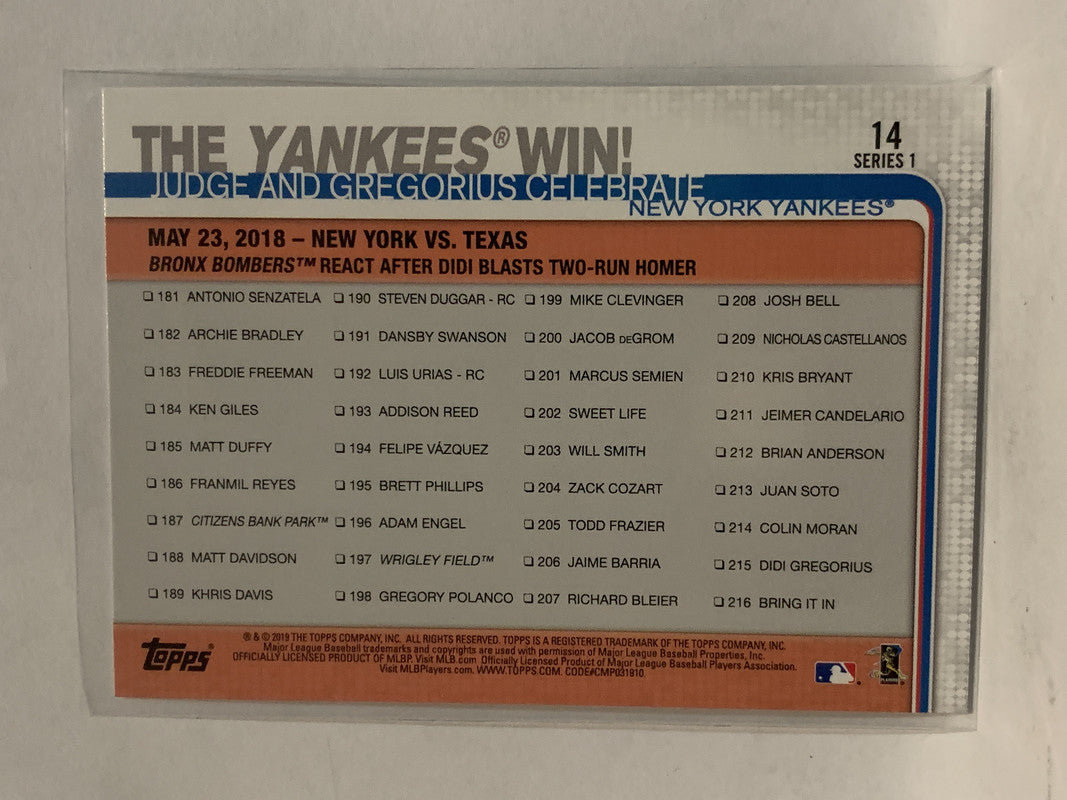 THE YANKEES® WIN!
14
SERIES 1
JUDGE AND GREGORIUS CELEBRATE
NEW YORK YANKEES®
MAY 23, 2018 – NEW YORK VS. TEXAS
BRONX BOMBERS™ REACT AFTER DIDI BLASTS TWO-RUN HOMER
❏ 181 ANTONIO SENZATELA
❏ 182 ARCHIE BRADLEY
❏ 183 FREDDIE FREEMAN
❏ 184 KEN GILES
❏ 185 MATT DUFFY
❏ 186 FRANMIL REYES
❏ 187 CITIZENS BANK PARK™
❏ 188 MATT DAVIDSON
❏ 189 KHRIS DAVIS
❏ 190 STEVEN DUGGAR - RC
❏ 191 DANSBY SWANSON
❏ 192 LUIS URIAS - RC
❏ 193 ADDISON REED
❏ 194 FELIPE VÁZQUEZ
❏ 195 BRETT PHILLIPS
❏ 196 ADAM ENGEL
❏ 197 WRIGLEY FIELD™
❏ 198 GREGORY POLANCO
❏ 199 MIKE CLEVINGER
❏ 200 JACOB DEGROM
❏ 201 MARCUS SEMIEN
❏ 202 SWEET LIFE
❏ 203 WILL SMITH
❏ 204 ZACK COZART
❏ 205 TODD FRAZIER
❏ 206 JAIME BARRIA
❏ 207 RICHARD BLEIER
❏ 208 JOSH BELL
❏ 209 NICHOLAS CASTELLANOS
❏ 210 KRIS BRYANT
❏ 211 JEIMER CANDELARIO
❏ 212 BRIAN ANDERSON
❏ 213 JUAN SOTO
❏ 214 COLIN MORAN
❏ 215 DIDI GREGORIUS
❏ 216 BRING IT IN
topps®
® & © 2019 THE TOPPS COMPANY, INC. ALL RIGHTS RESERVED. TOPPS IS A REGISTERED TRADEMARK OF THE TOPPS COMPANY, INC.
Major League Baseball trademarks and copyrights are used with permission of Major League Baseball Properties, Inc.
OFFICIALLY LICENSED PRODUCT OF MLBP. Visit MLB.com Officially Licensed Product of Major League Baseball Players Association.
Visit MLBPlayers.com. WWW.TOPPS.COM. CODE#CMP031910.